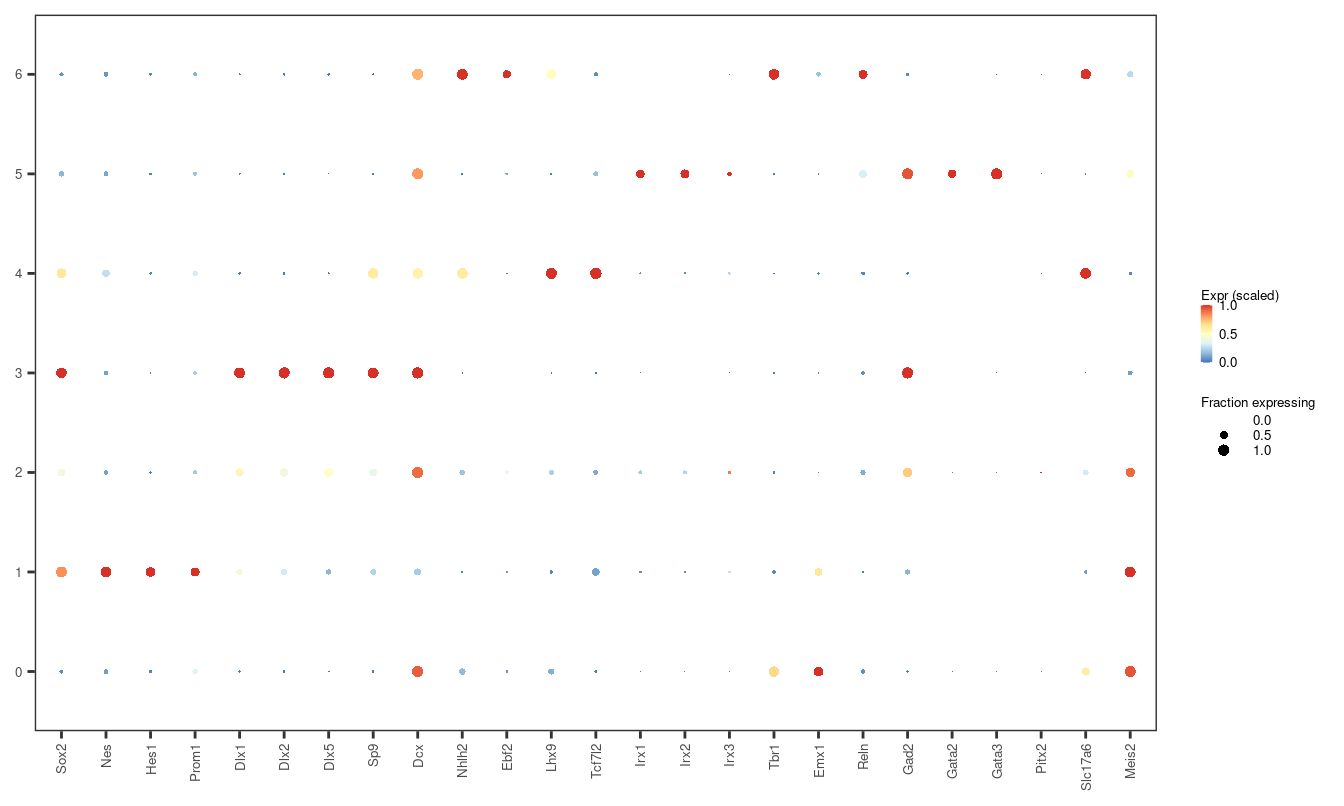 6
5
4
3
2
1
0
Sox2
Nes
Hes1
Prom1
Dlx1
Dlx2
Dlx5
Sp9
Dcx
Nhlh2
Ebf2
Lhx9
Tcf7l2
Irx1
Irx2
Irx3
Tbr1
Emx1
Reln
Gad2
Gata2
Gata3
Pitx2
Slc17a6
Meis2
Expr (scaled)
1.0
0.5
0.0
Fraction expressing
0.0
0.5
1.0